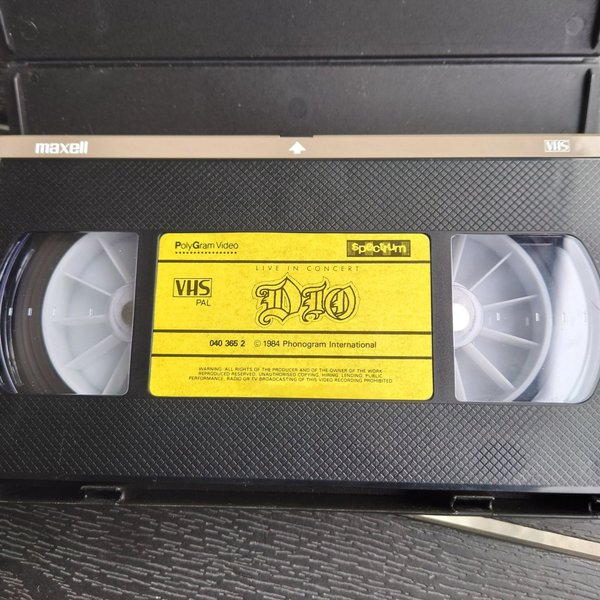 maxell
VHS
PolyGram Video
spectrum
LIVE IN CONCERT
VHS
PAL
DIO
040 365 2 © 1984 Phonogram International
WARNING: ALL RIGHTS OF THE PRODUCER AND OF THE OWNER OF THE WORK
REPRODUCED RESERVED. UNAUTHORISED COPYING, HIRING, LENDING, PUBLIC
PERFORMANCE, RADIO OR TV BROADCASTING OF THIS VIDEO RECORDING PROHIBITED